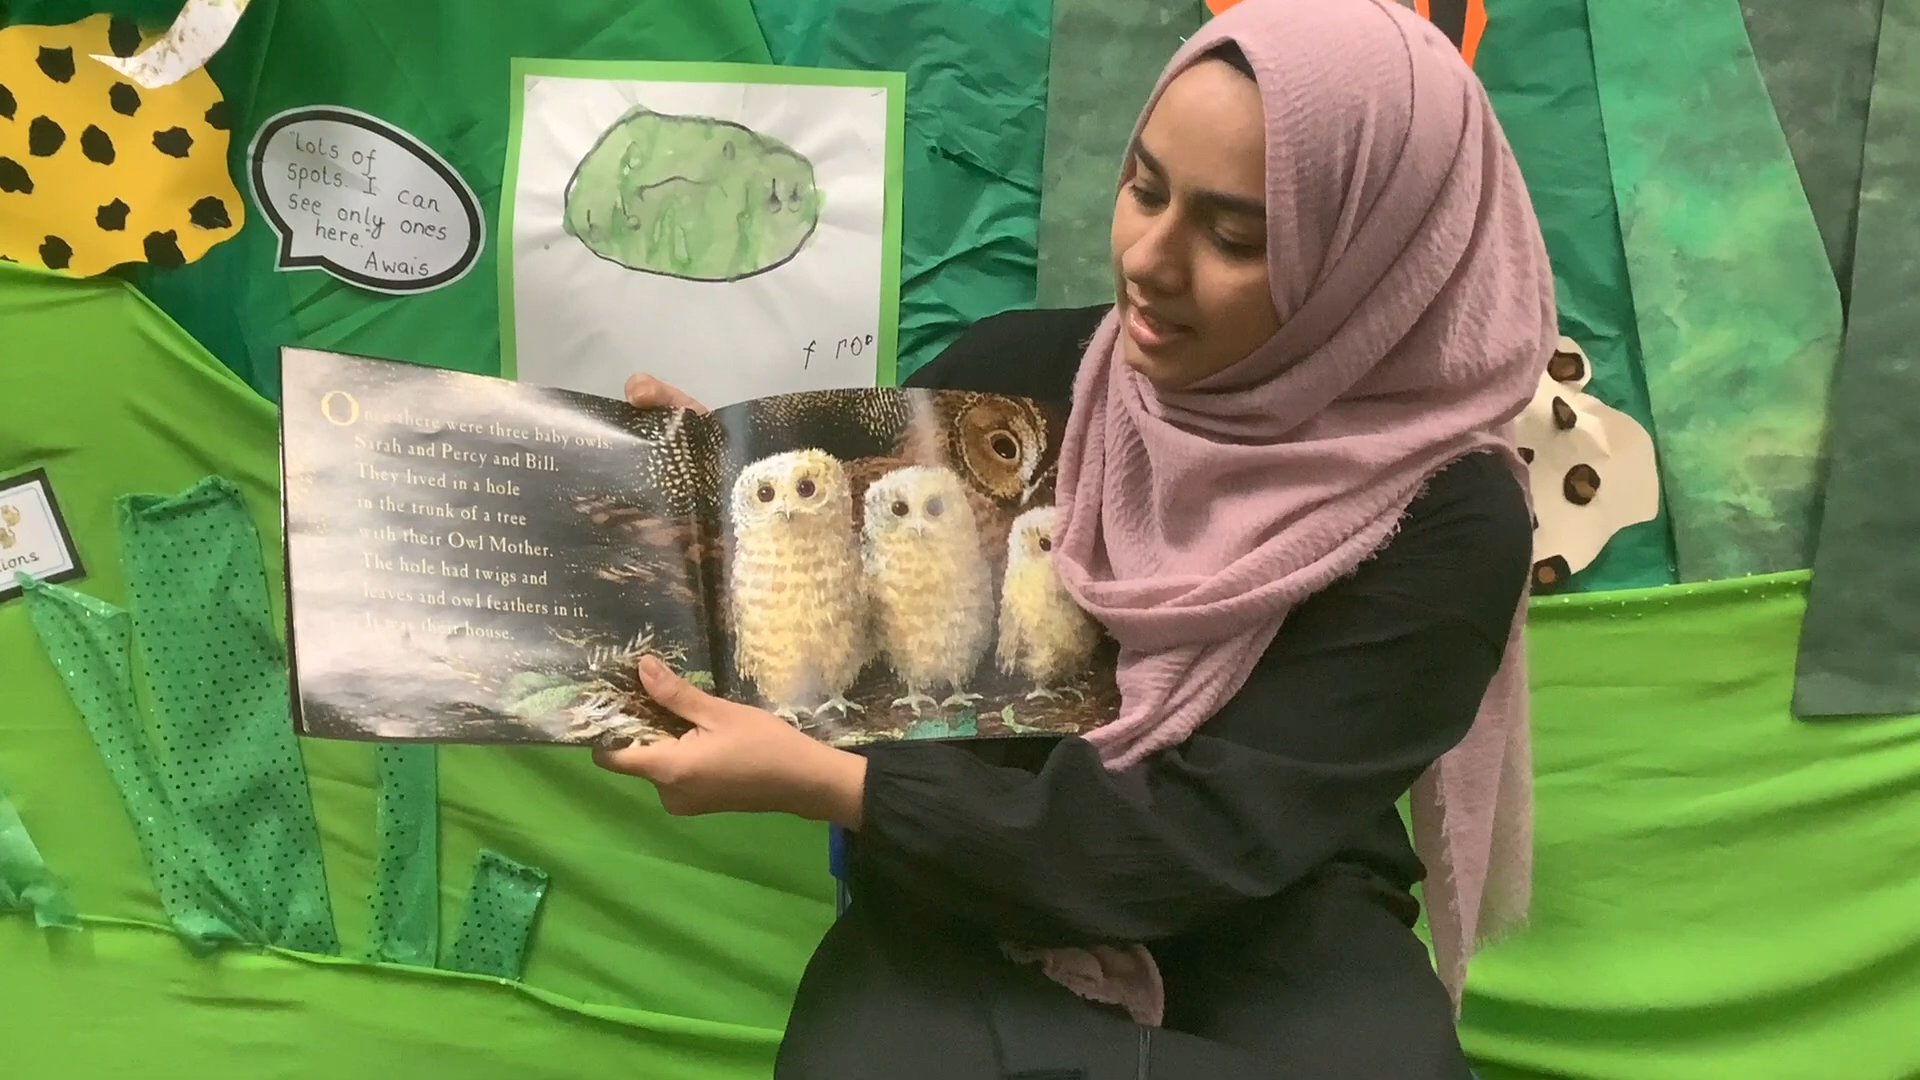 "Lots of
spots. I can
see only ones
here."
Awais
f rog
Once there were three baby owls:
Sarah and Percy and Bill.
They lived in a hole
in the trunk of a tree
with their Owl Mother.
The hole had twigs and
leaves and owl feathers in it.
It was their house.